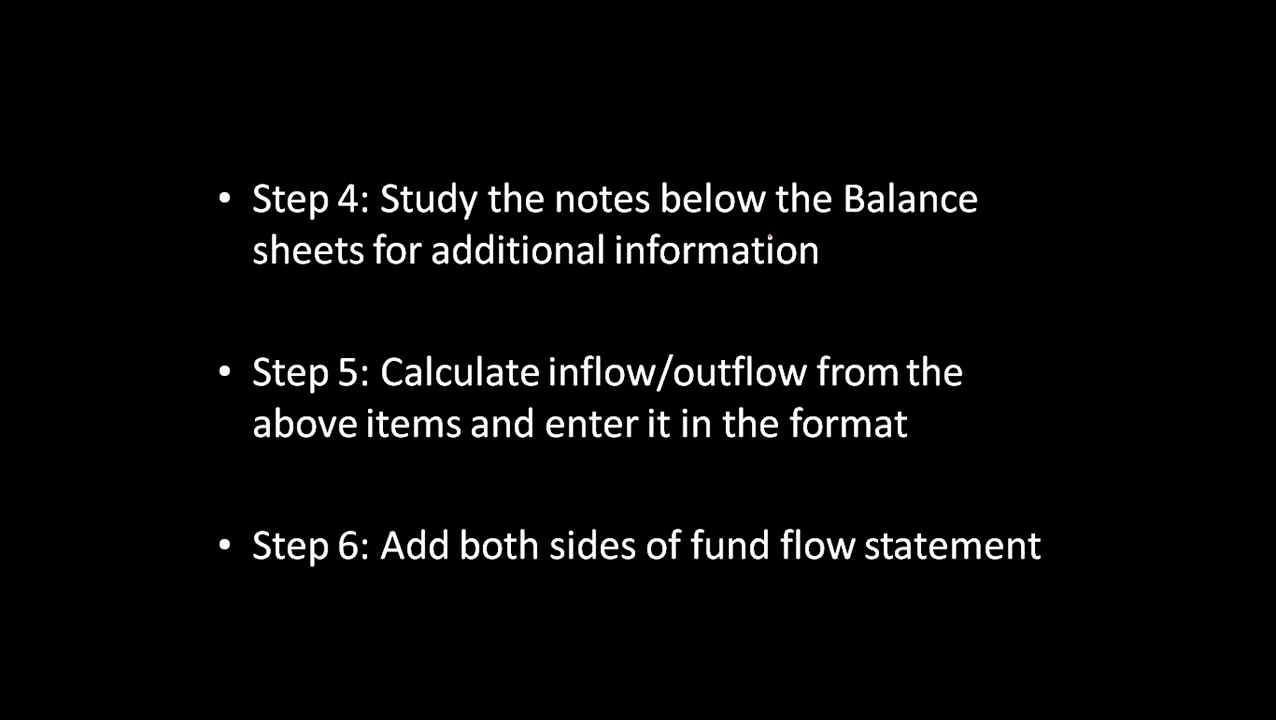 • Step 4: Study the notes below the Balance
sheets for additional information
• Step 5: Calculate inflow/outflow from the
above items and enter it in the format
• Step 6: Add both sides of fund flow statement